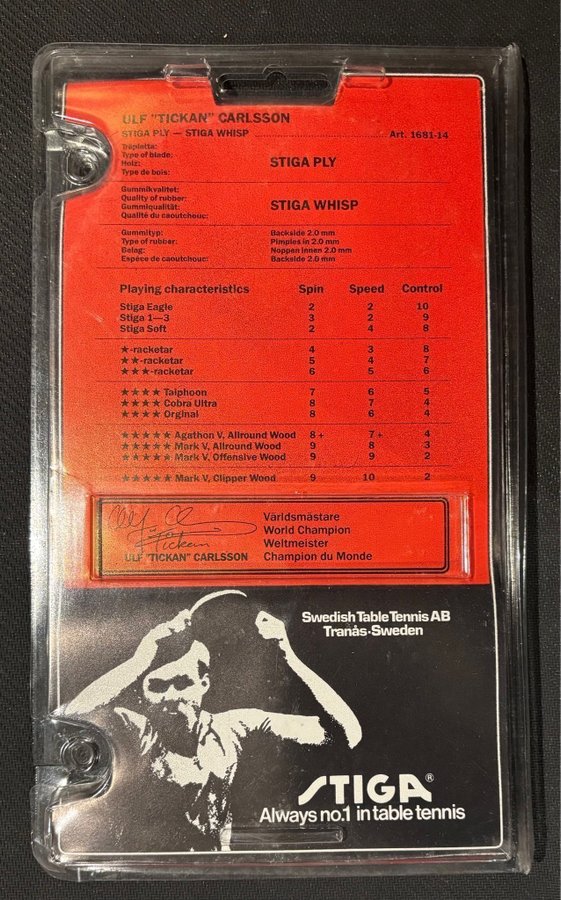 ULF "TICKAN" CARLSSON
STIGA PLY — STIGA WHISP ........................................ Art. 1681-14
Träplatta:
Type of blade:
Holz:
Type de bois:
STIGA PLY
Gummikvalitet:
Quality of rubber:
Gummiqualität:
Qualité du caoutchouc:
STIGA WHISP
Gummityp: Backside 2.0 mm
Type of rubber: Pimples in 2.0 mm
Belag: Noppen innen 2.0 mm
Espèce de caoutchouc: Backside 2.0 mm
Playing characteristics Spin Speed Control
Stiga Eagle 2 2 10
Stiga 1—3 3 2 9
Stiga Soft 2 4 8
★-racketar 4 3 8
★★-racketar 5 4 7
★★★-racketar 6 5 6
★★★★ Taiphoon 7 6 5
★★★★ Cobra Ultra 8 7 4
★★★★ Orginal 8 6 4
★★★★★ Agathon V. Allround Wood 8+ 7+ 4
★★★★★ Mark V. Allround Wood 9 8 3
★★★★★ Mark V. Offensive Wood 9 9 2
★★★★★ Mark V, Clipper Wood 9 10 2
Ulf
Tickan
ULF "TICKAN" CARLSSON
Väridsmästare
World Champion
Weltmeister
Champion du Monde
Swedish Table Tennis AB
Tranås-Sweden
STIGA®
Always no.1 in table tennis